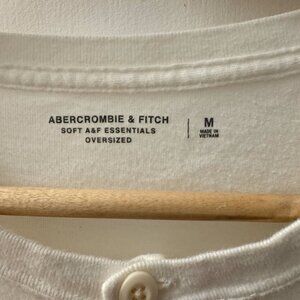 ABERCROMBIE & FITCH
SOFT A&F ESSENTIALS
OVERSIZED
M
MADE IN
VIETNAM